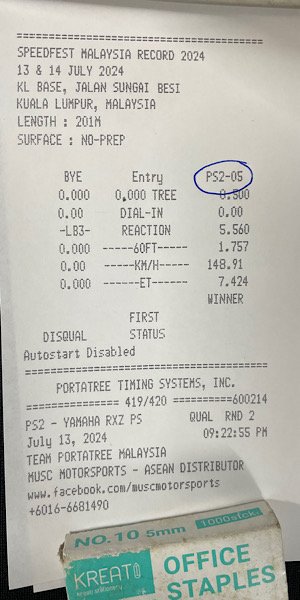 ==========================================
SPEEDFEST MALAYSIA RECORD 2024
13 & 14 JULY 2024
KL BASE, JALAN SUNGAI BESI
KUALA LUMPUR, MALAYSIA
LENGTH : 201M
SURFACE : NO-PREP
==========================================
BYE Entry PS2-05
0.000 0.000 TREE 0.500
0.00 DIAL-IN 0.00
-LB3- REACTION 5.560
0.000 -----60FT----- 1.757
0.00 -----KM/H----- 148.91
0.000 ------ET------ 7.424
WINNER
FIRST
DISQUAL STATUS
Autostart Disabled
==========================================
PORTATREE TIMING SYSTEMS, INC.
=============== 419/420 ==========600214
PS2 - YAMAHA RXZ PS QUAL RND 2
July 13, 2024 09:22:55 PM
TEAM PORTATREE MALAYSIA
MUSC MOTORSPORTS - ASEAN DISTRIBUTOR
www.facebook.com/muscmotorsports
+6016-6681490
NO. 10 5mm 1000stck.
KREATO
kreasi stationery
OFFICE
STAPLES